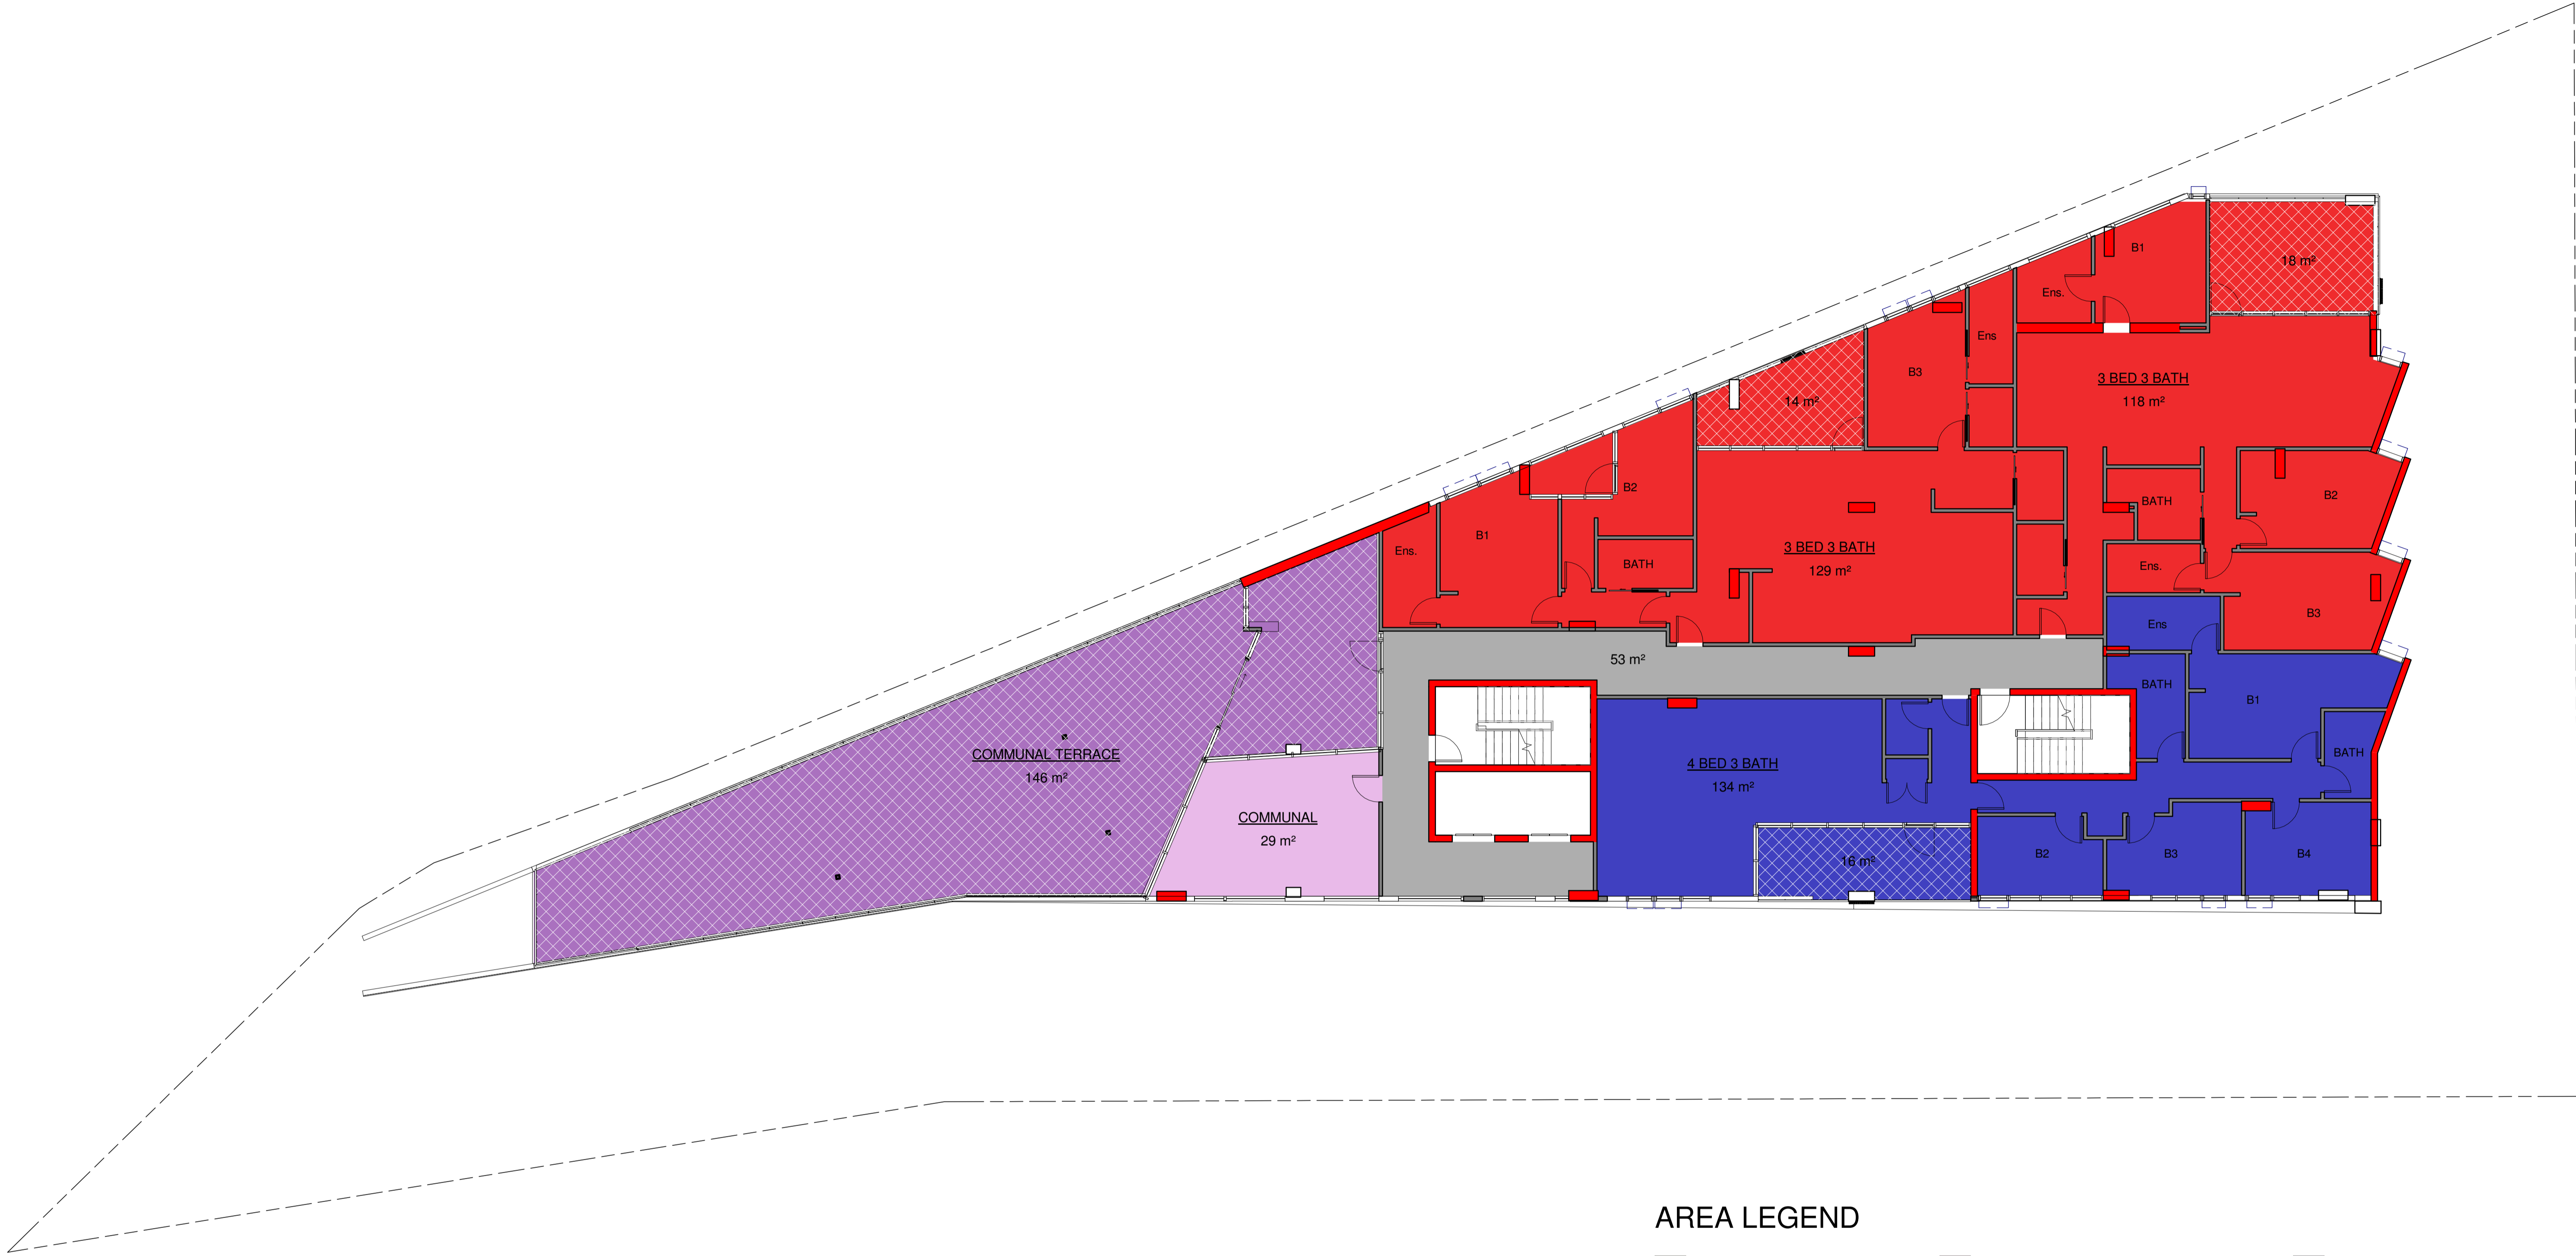 B1
18 m²
Ens.
Ens
B3
3 BED 3 BATH
118 m²
14 m²
B2
B2
BATH
B1
Ens.
BATH
3 BED 3 BATH
129 m²
Ens.
B3
Ens
53 m²
BATH
B1
COMMUNAL TERRACE
146 m²
4 BED 3 BATH
134 m²
BATH
COMMUNAL
29 m²
16 m²
B2
B3
B4
AREA LEGEND